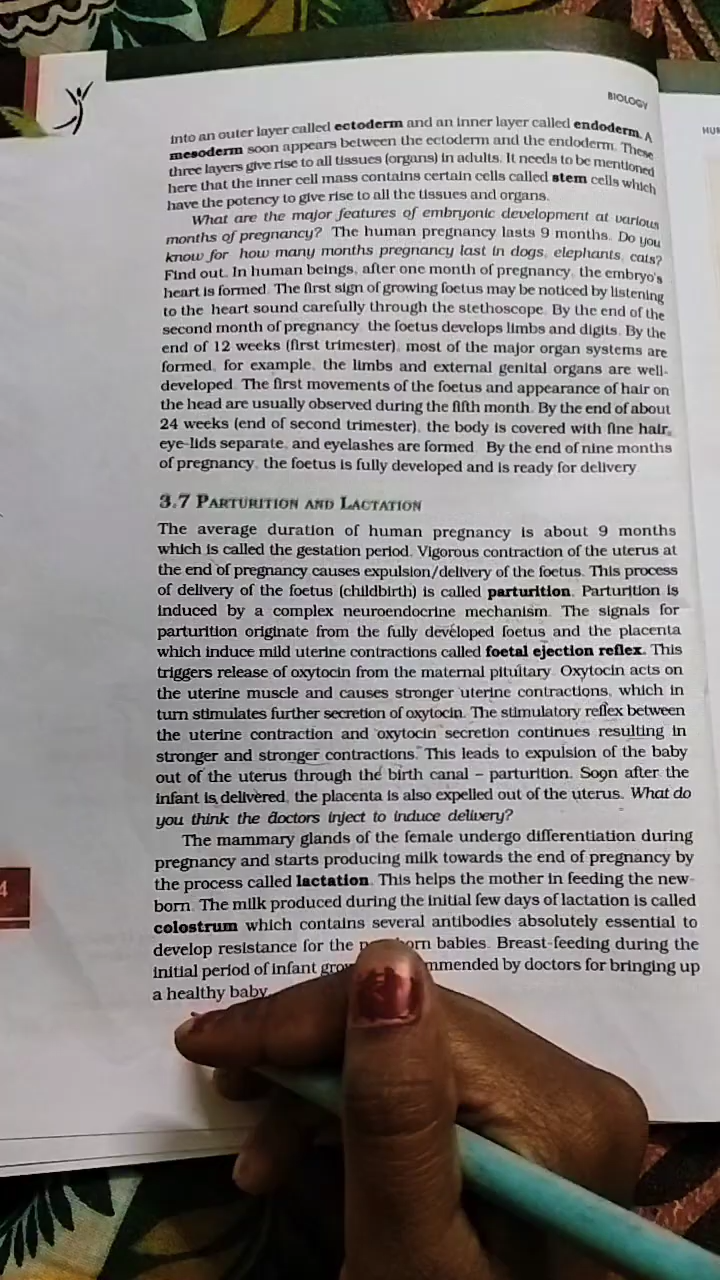 BIOLOGY
HU
into an outer layer called ectoderm and an inner layer called endoderm. A
mesoderm soon appears between the ectoderm and the endoderm. These
three layers give rise to all tissues (organs) in adults. It needs to be mentioned
here that the inner cell mass contains certain cells called stem cells which
have the potency to give rise to all the tissues and organs.
What are the major features of embryonic development at various
months of pregnancy? The human pregnancy lasts 9 months. Do you
know for how many months pregnancy last in dogs, elephants, cats?
Find out. In human beings, after one month of pregnancy, the embryo's
heart is formed. The first sign of growing foetus may be noticed by listening
to the heart sound carefully through the stethoscope. By the end of the
second month of pregnancy, the foetus develops limbs and digits. By the
end of 12 weeks (first trimester), most of the major organ systems are
formed, for example, the limbs and external genital organs are well-
developed. The first movements of the foetus and appearance of hair on
the head are usually observed during the fifth month. By the end of about
24 weeks (end of second trimester), the body is covered with fine hair,
eye-lids separate, and eyelashes are formed. By the end of nine months
of pregnancy, the foetus is fully developed and is ready for delivery.
3.7 PARTURITION AND LACTATION
The average duration of human pregnancy is about 9 months
which is called the gestation period. Vigorous contraction of the uterus at
the end of pregnancy causes expulsion/delivery of the foetus. This process
of delivery of the foetus (childbirth) is called parturition. Parturition is
induced by a complex neuroendocrine mechanism. The signals for
parturition originate from the fully developed foetus and the placenta
which induce mild uterine contractions called foetal ejection reflex. This
triggers release of oxytocin from the maternal pituitary. Oxytocin acts on
the uterine muscle and causes stronger uterine contractions, which in
turn stimulates further secretion of oxytocin. The stimulatory reflex between
the uterine contraction and oxytocin secretion continues resulting in
stronger and stronger contractions. This leads to expulsion of the baby
out of the uterus through the birth canal – parturition. Soon after the
infant is delivered, the placenta is also expelled out of the uterus. What do
you think the doctors inject to induce delivery?
The mammary glands of the female undergo differentiation during
pregnancy and starts producing milk towards the end of pregnancy by
the process called lactation. This helps the mother in feeding the new-
born. The milk produced during the initial few days of lactation is called
colostrum which contains several antibodies absolutely essential to
develop resistance for the babies. Breast-feeding during the
initial period of infant by doctors for bringing up
a healthy baby.
4